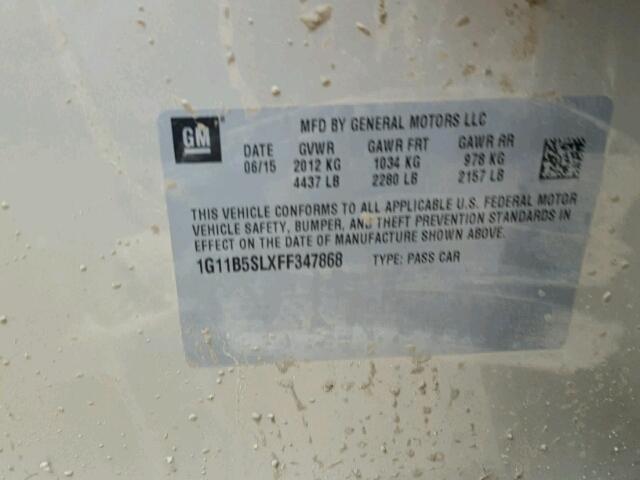 GM
MFD BY GENERAL MOTORS LLC
DATE GVWR GAWR FRT GAWR RR
06/15 2012 KG 1034 KG 978 KG
4437 LB 2280 LB 2157 LB
THIS VEHICLE CONFORMS TO ALL APPLICABLE U.S. FEDERAL MOTOR
VEHICLE SAFETY, BUMPER, AND THEFT PREVENTION STANDARDS IN
EFFECT ON THE DATE OF MANUFACTURE SHOWN ABOVE.
1G11B5SLXFF347868 TYPE: PASS CAR